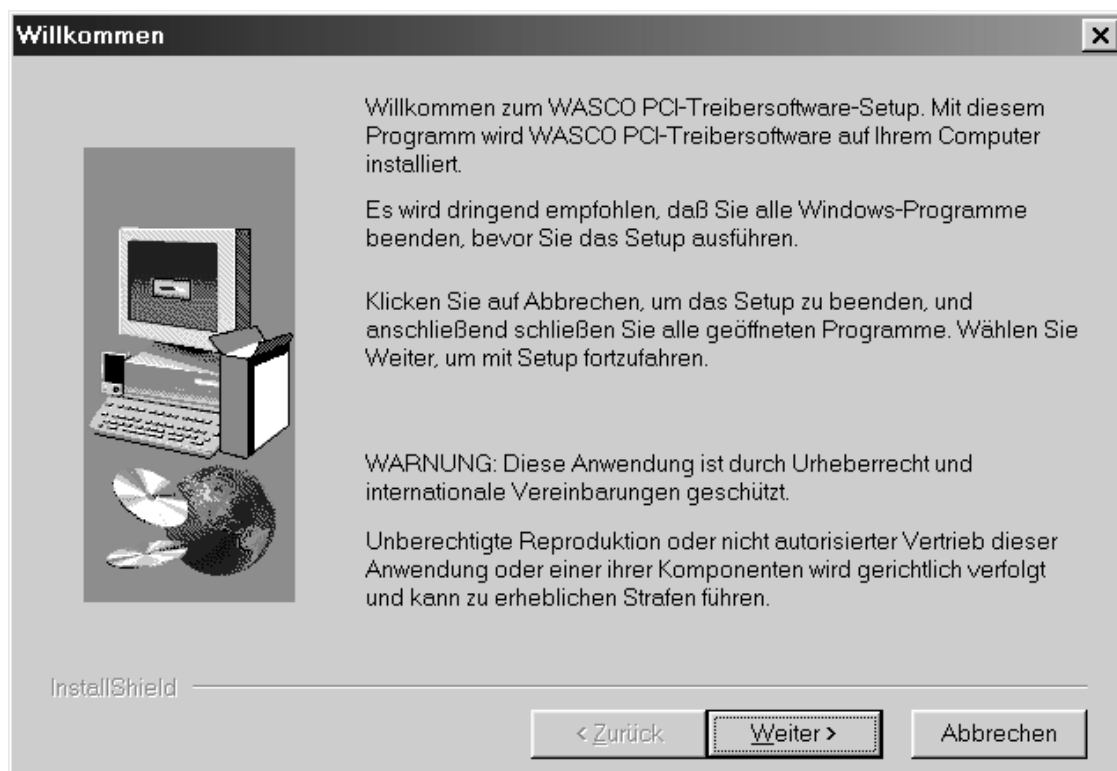 Willkommen
Willkommen zum WASCO PCI-Treibersoftware-Setup. Mit diesem
Programm wird WASCO PCI-Treibersoftware auf Ihrem Computer
installiert.
Es wird dringend empfohlen, daß Sie alle Windows-Programme
beenden, bevor Sie das Setup ausführen.
Klicken Sie auf Abbrechen, um das Setup zu beenden, und
anschließend schließen Sie alle geöffneten Programme. Wählen Sie
Weiter, um mit Setup fortzufahren.
WARNUNG: Diese Anwendung ist durch Urheberrecht und
internationale Vereinbarungen geschützt.
Unberechtigte Reproduktion oder nicht autorisierter Vertrieb dieser
Anwendung oder einer ihrer Komponenten wird gerichtlich verfolgt
und kann zu erheblichen Strafen führen.
InstallShield
< Zurück
Weiter >
Abbrechen